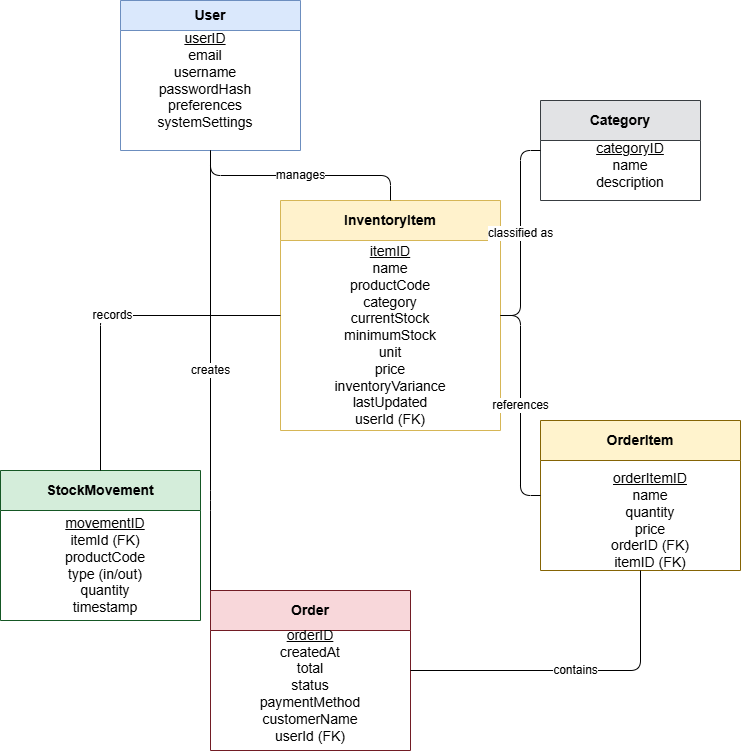 User
userID
email
username
passwordHash
preferences
systemSettings
manages
Category
categoryID
name
description
classified as
InventoryItem
itemID
name
productCode
category
currentStock
minimumStock
unit
price
inventoryVariance
lastUpdated
userId (FK)
records
creates
references
OrderItem
orderItemID
name
quantity
price
orderID (FK)
itemID (FK)
StockMovement
movementID
itemId (FK)
productCode
type (in/out)
quantity
timestamp
Order
orderID
createdAt
total
status
paymentMethod
customerName
userId (FK)
contains